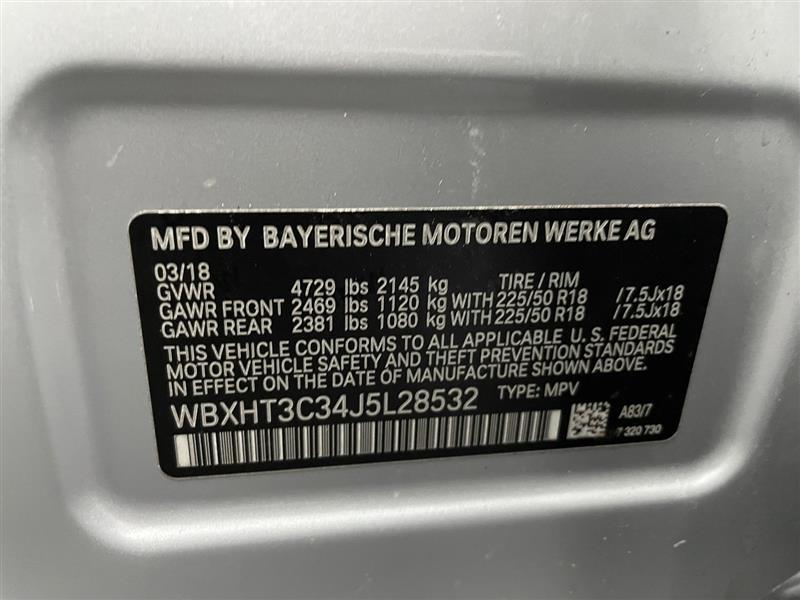 MFD BY BAYERISCHE MOTOREN WERKE AG
03/18 TIRE / RIM
GVWR 4729 lbs 2145 kg
GAWR FRONT 2469 lbs 1120 kg WITH 225/50 R18 /7.5Jx18
GAWR REAR 2381 lbs 1080 kg WITH 225/50 R18 /7.5Jx18
THIS VEHICLE CONFORMS TO ALL APPLICABLE U. S. FEDERAL
MOTOR VEHICLE SAFETY AND THEFT PREVENTION STANDARDS
IN EFFECT ON THE DATE OF MANUFACTURE SHOWN ABOVE.
WBXHT3C34J5L28532 TYPE: MPV
A83/7
7 320 730